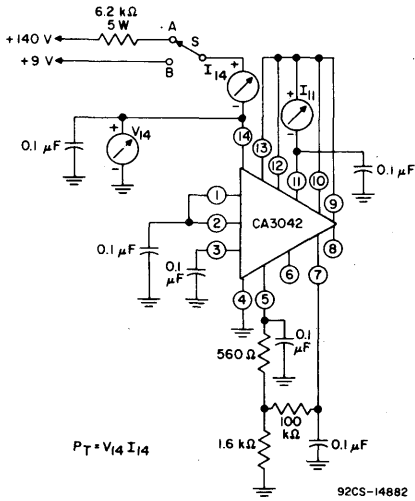 6.2 kΩ
5 W
A
+140 V
S
+9 V
B
I14
+
-
+
V14
-
0.1 μF
+
I11
-
0.1 μF
14
13
12
11
10
9
8
7
6
5
4
3
2
1
CA3042
0.1 μF
0.1 μF
0.1 μF
560 Ω
100 kΩ
1.6 kΩ
0.1 μF
PT = V14 I14
92CS-14882